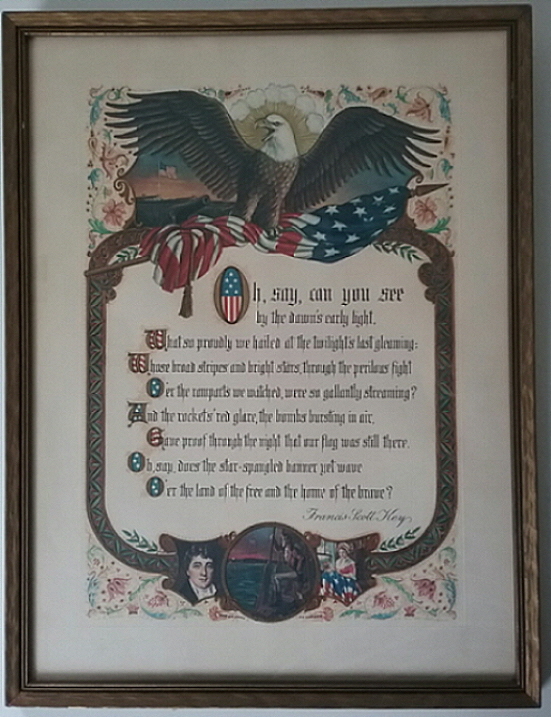 Oh, say, can you see
by the dawn's early light,
What so proudly we hailed at the twilight's last gleaming:
Whose broad stripes and bright stars, through the perilous fight
O'er the ramparts we watched, were so gallantly streaming?
And the rockets' red glare, the bombs bursting in air,
Gave proof through the night that our flag was still there.
Oh, say, does the star-spangled banner yet wave
O'er the land of the free and the home of the brave?
Francis Scott Key